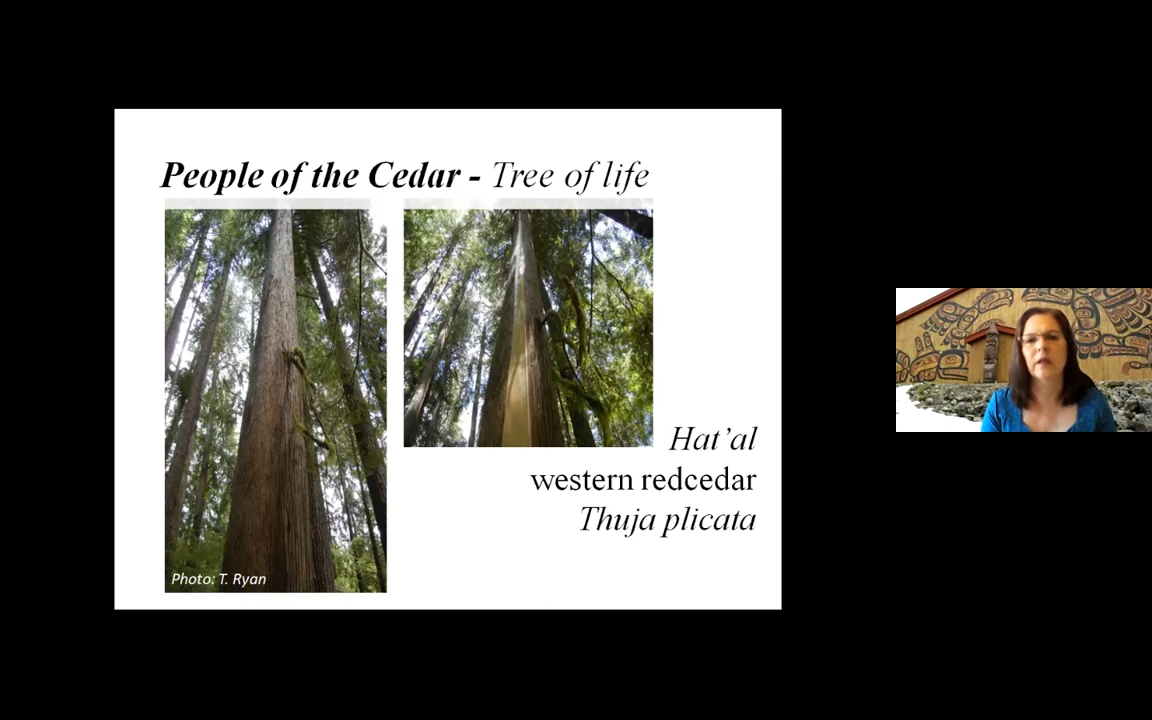 People of the Cedar - Tree of life
Photo: T. Ryan
Hat’al
western redcedar
Thuja plicata